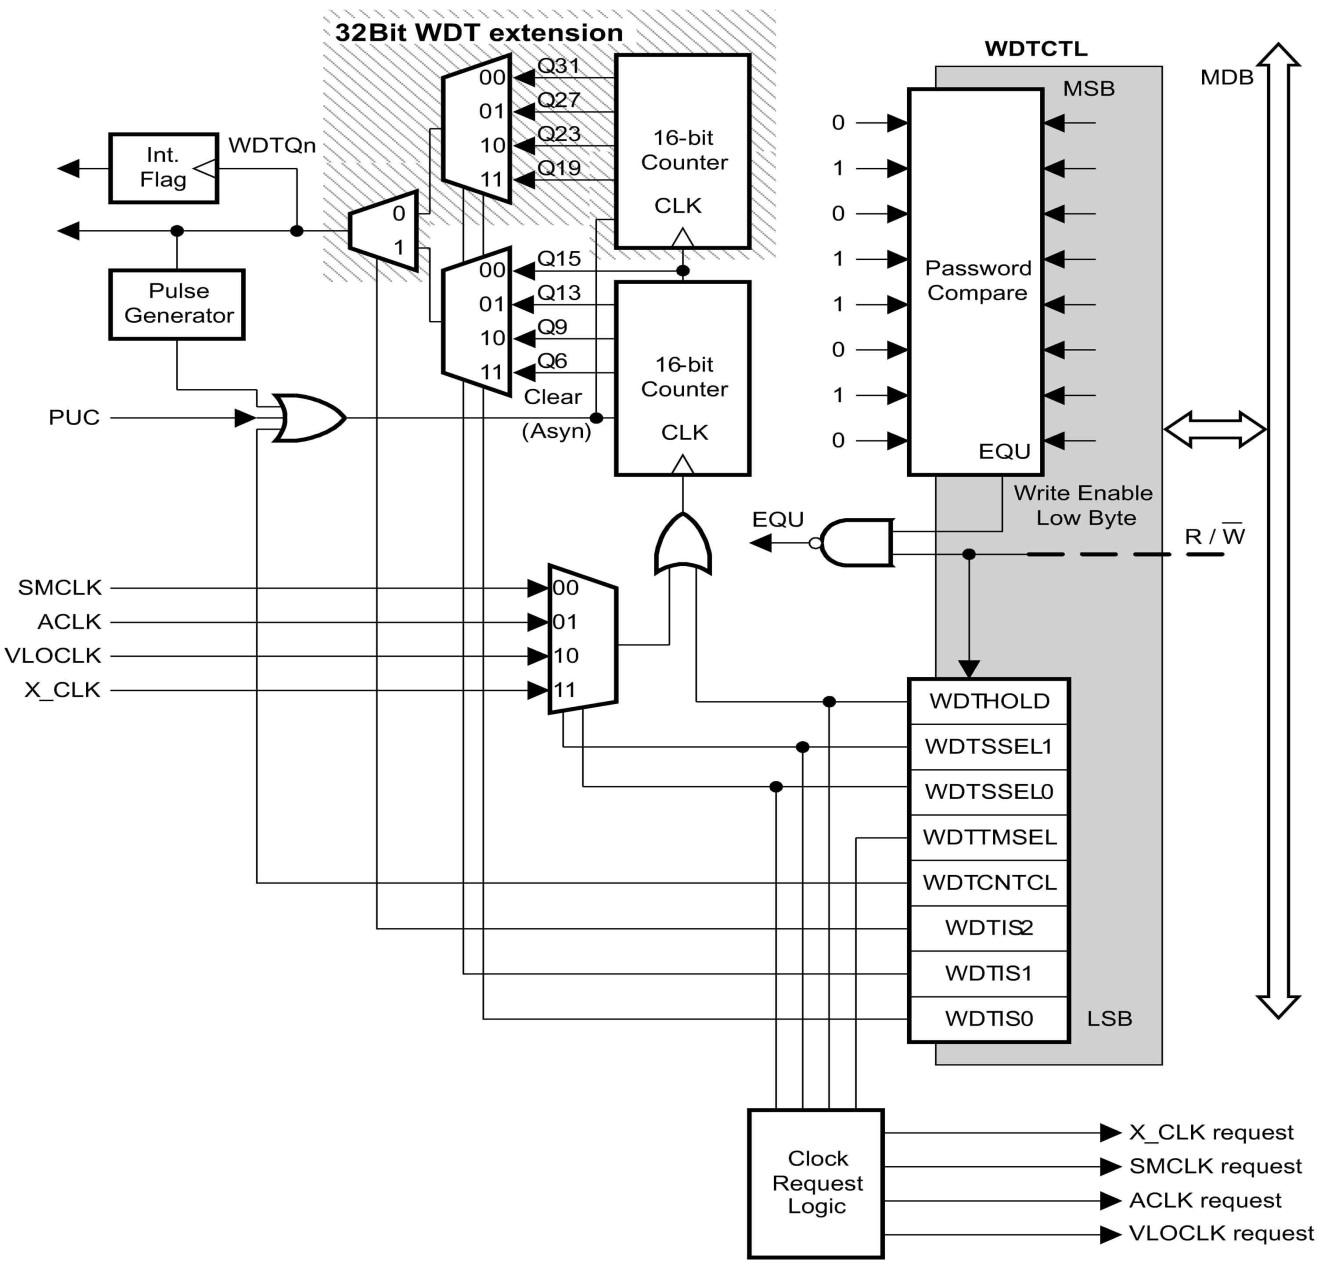 32Bit WDT extension
WDTCTL
MDB
MSB
00
01
10
11
Q31
Q27
Q23
Q19
16-bit
Counter
CLK
Int.
Flag
WDTQn
0
1
Pulse
Generator
00
01
10
11
Q15
Q13
Q9
Q6
16-bit
Counter
CLK
Clear
(Asyn)
PUC
0
1
0
1
1
0
1
0
Password
Compare
EQU
Write Enable
Low Byte
EQU
R / W̅
SMCLK
ACLK
VLOCLK
X_CLK
00
01
10
11
WDTHOLD
WDTSSEL1
WDTSSEL0
WDTTMSEL
WDTCNTCL
WDTIS2
WDTIS1
WDTIS0
LSB
Clock
Request
Logic
X_CLK request
SMCLK request
ACLK request
VLOCLK request